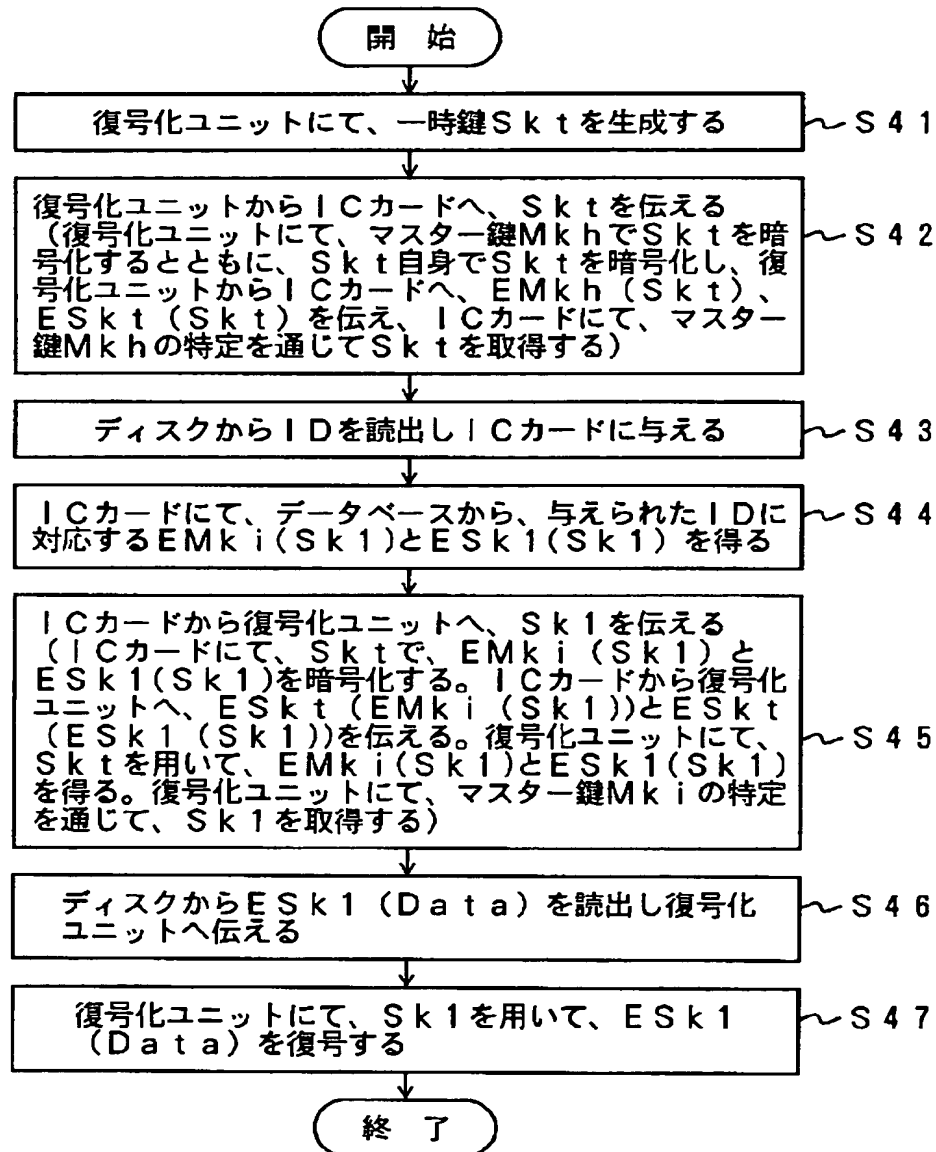 開 始
復号化ユニットにて、一時鍵Sktを生成する
S41
復号化ユニットからICカードへ、Sktを伝える
(復号化ユニットにて、マスター鍵MkhでSktを暗
S42
号化するとともに、Skt自身でSktを暗号化し、復
号化ユニットからICカードへ、EMkh(Skt)、
ESkt(Skt)を伝え、ICカードにて、マスター
鍵Mkhの特定を通じてSktを取得する)
ディスクからIDを読出しICカードに与える
S43
ICカードにて、データベースから、与えられたIDに
S44
対応するEMki(Sk1)とESk1(Sk1)を得る
ICカードから復号化ユニットへ、Sk1を伝える
(ICカードにて、Sktで、EMki(Sk1)と
ESk1(Sk1)を暗号化する。ICカードから復号化
ユニットへ、ESkt(EMki(Sk1))とESkt
(ESk1(Sk1))を伝える。復号化ユニットにて、
S45
Sktを用いて、EMki(Sk1)とESk1(Sk1)
を得る。復号化ユニットにて、マスター鍵Mkiの特定
を通じて、Sk1を取得する)
ディスクからESk1(Data)を読出し復号化
S46
ユニットへ伝える
復号化ユニットにて、Sk1を用いて、ESk1
S47
(Data)を復号する
終 了